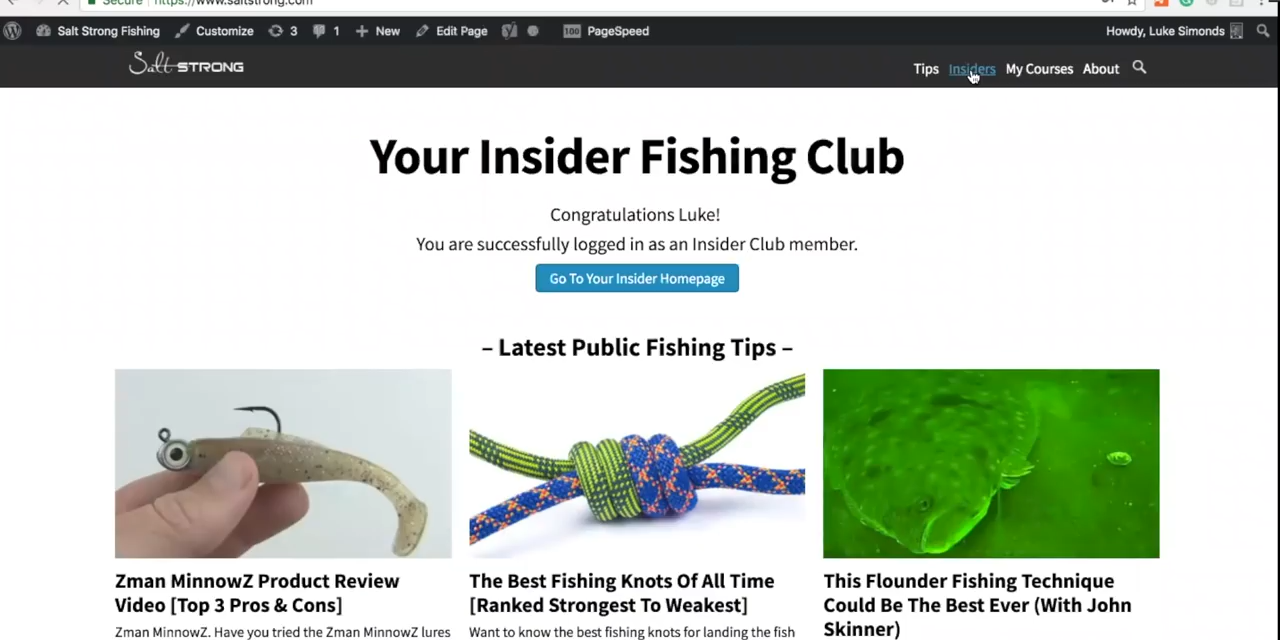 Secure https://www.saltstrong.com
Salt Strong Fishing Customize 3 1 New Edit Page 100 PageSpeed Howdy, Luke Simonds
Salt STRONG Tips Insiders My Courses About
Your Insider Fishing Club
Congratulations Luke!
You are successfully logged in as an Insider Club member.
Go To Your Insider Homepage
– Latest Public Fishing Tips –
Zman MinnowZ Product Review
Video [Top 3 Pros & Cons]
Zman MinnowZ. Have you tried the Zman MinnowZ lures
The Best Fishing Knots Of All Time
[Ranked Strongest To Weakest]
Want to know the best fishing knots for landing the fish
This Flounder Fishing Technique
Could Be The Best Ever (With John
Skinner)